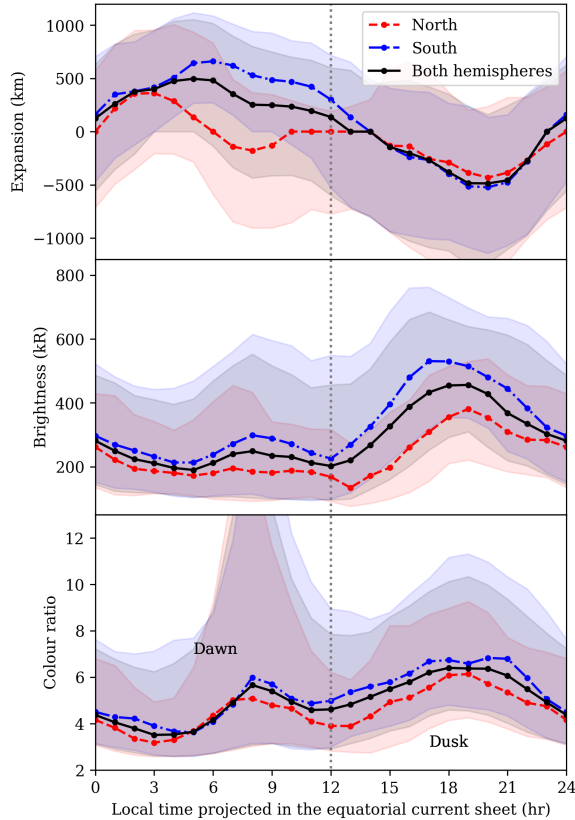 North
South
Both hemispheres
1000
500
0
−500
−1000
Expansion (km)
800
600
400
200
Brightness (kR)
12
10
8
6
4
2
Colour ratio
Dawn
Dusk
0 3 6 9 12 15 18 21 24
Local time projected in the equatorial current sheet (hr)